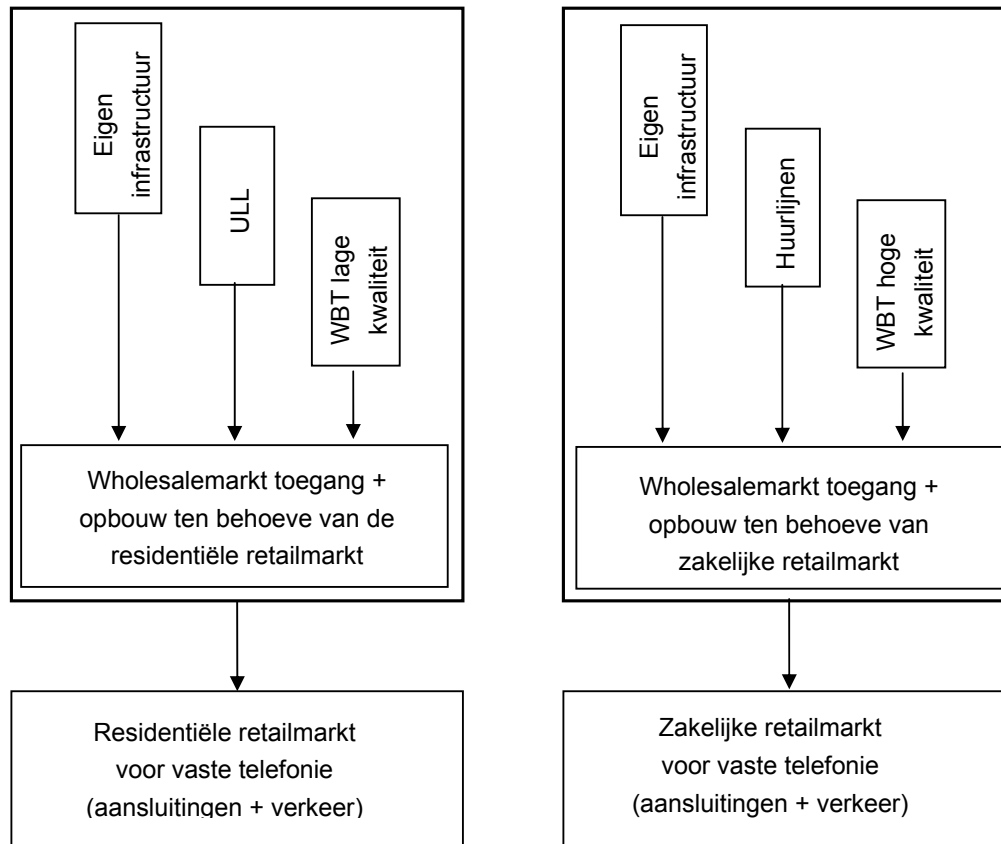 Eigen
infrastructuur
ULL
WBT lage
kwaliteit
Wholesalemarkt toegang +
opbouw ten behoeve van de
residentiële retailmarkt
Residentiële retailmarkt
voor vaste telefonie
(aansluitingen + verkeer)
Eigen
infrastructuur
Huurlijnen
WBT hoge
kwaliteit
Wholesalemarkt toegang +
opbouw ten behoeve van
zakelijke retailmarkt
Zakelijke retailmarkt
voor vaste telefonie
(aansluitingen + verkeer)